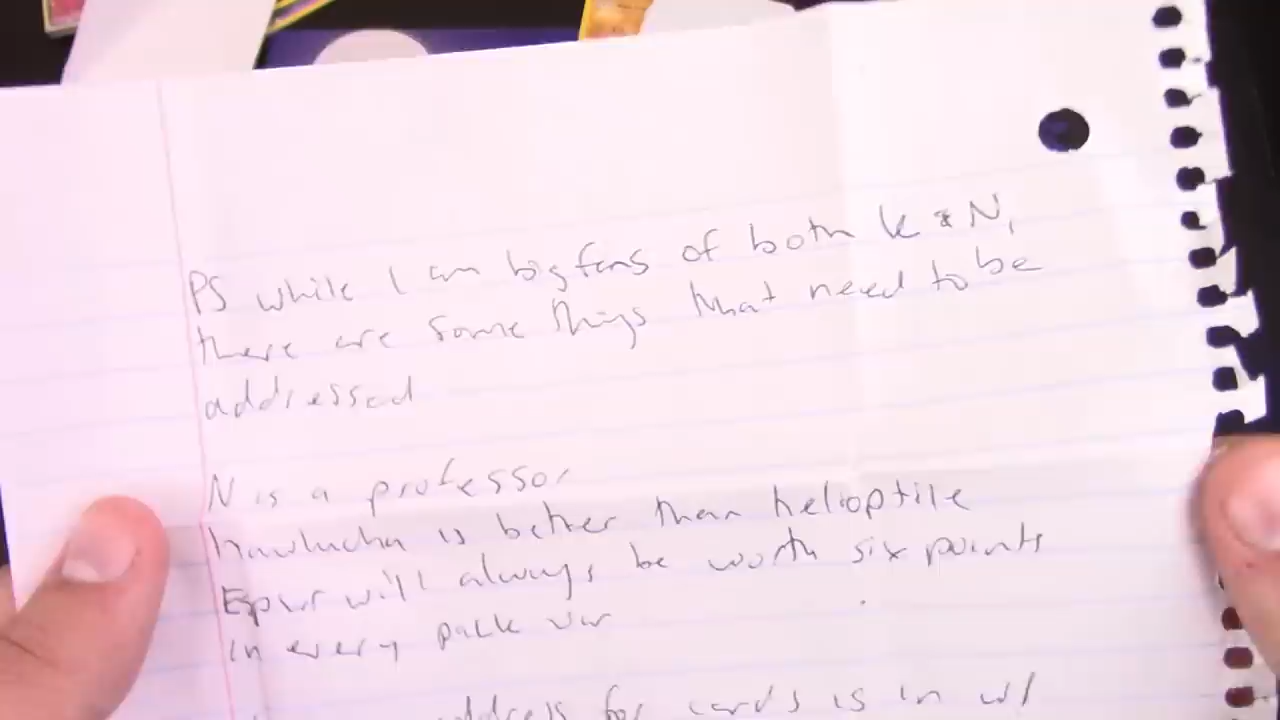 PS while I am big fans of both K & N,
there are some things that need to be
addressed
N is a professor
hawlucha is better than helioptile
Espurr will always be worth six points
in every pack war
address for cards is in w/